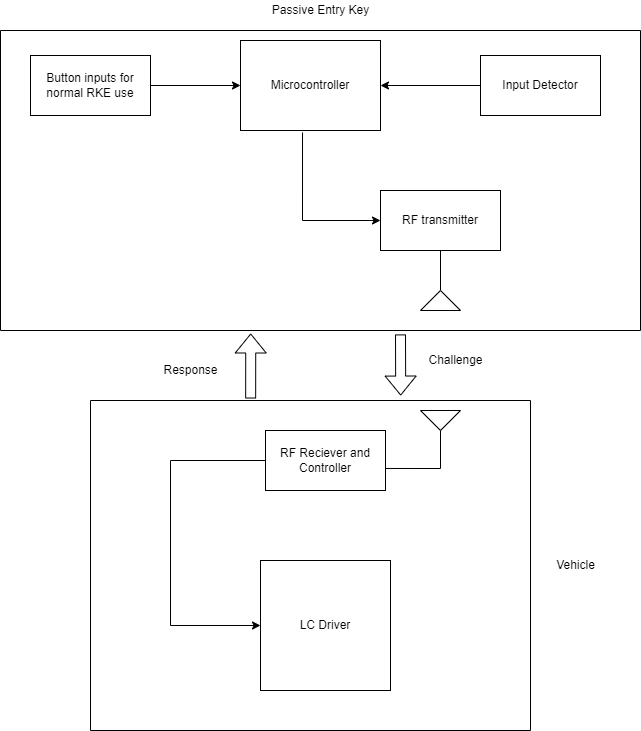 Passive Entry Key
Button inputs for
normal RKE use
Microcontroller
Input Detector
RF transmitter
Response
Challenge
RF Reciever and
Controller
Vehicle
LC Driver